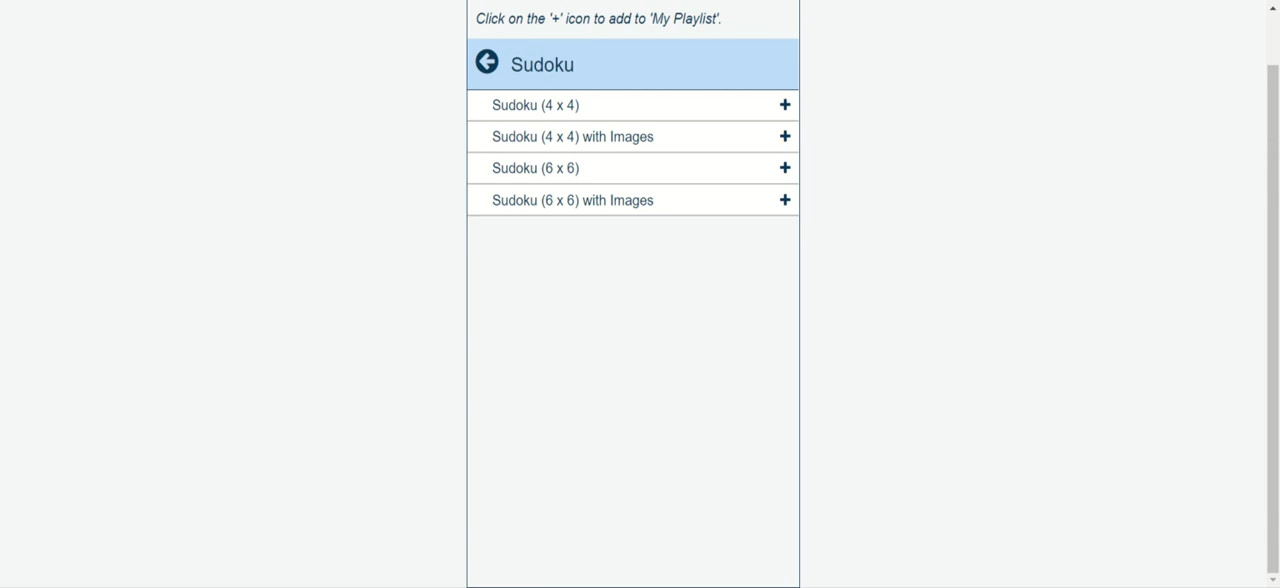 Click on the '+' icon to add to 'My Playlist'.
Sudoku
Sudoku (4 x 4)
Sudoku (4 x 4) with Images
Sudoku (6 x 6)
Sudoku (6 x 6) with Images